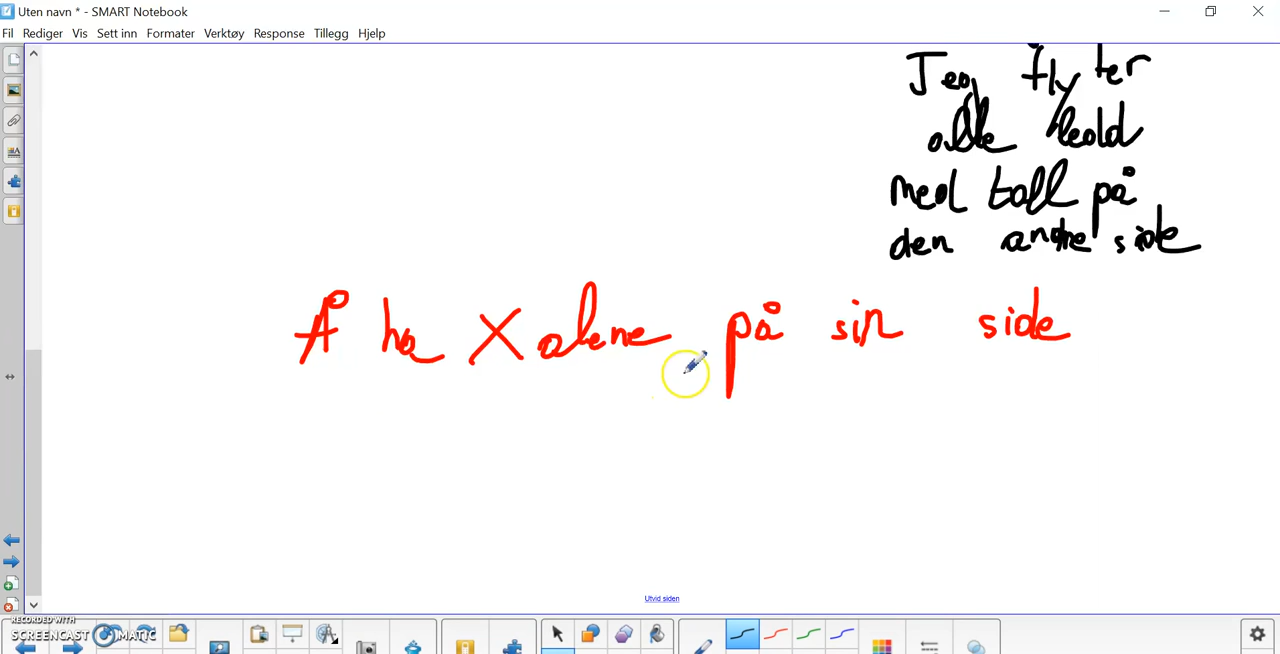 Uten navn * - SMART Notebook
Fil Rediger Vis Sett inn Formater Verktøy Response Tillegg Hjelp
Jeg flytter
alle ledd
med tall på
den andre side
Å ha X alene på sin side
Utvid siden
RECORDED WITH
SCREENCAST MATIC